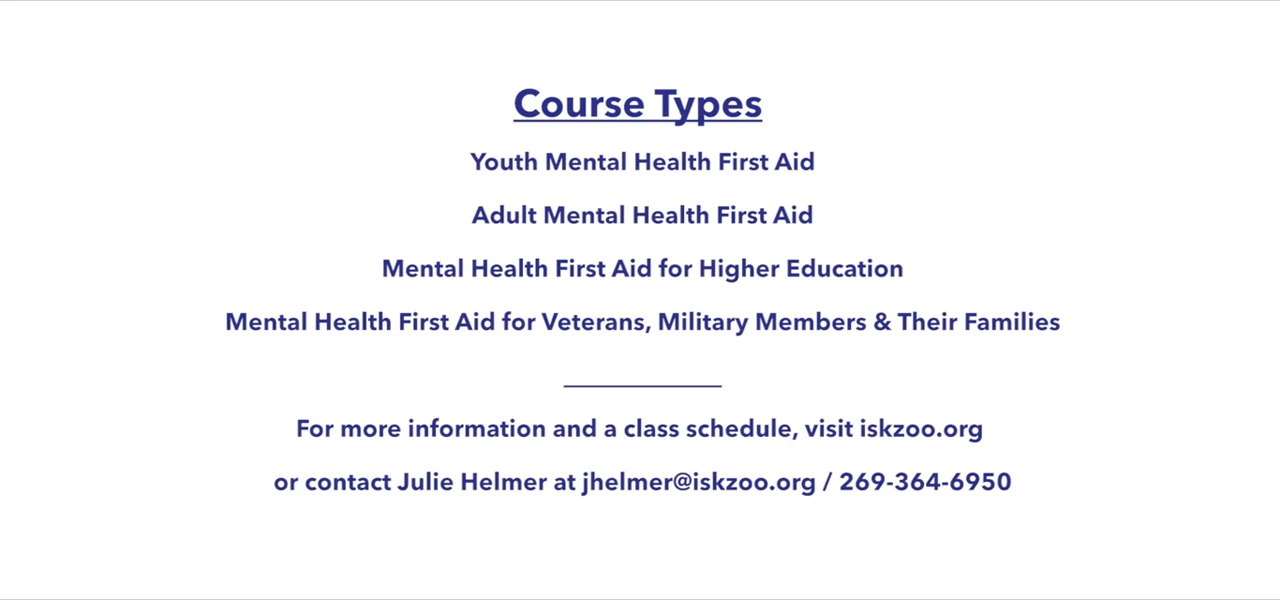 Course Types
Youth Mental Health First Aid
Adult Mental Health First Aid
Mental Health First Aid for Higher Education
Mental Health First Aid for Veterans, Military Members & Their Families
For more information and a class schedule, visit iskzoo.org
or contact Julie Helmer at jhelmer@iskzoo.org / 269-364-6950